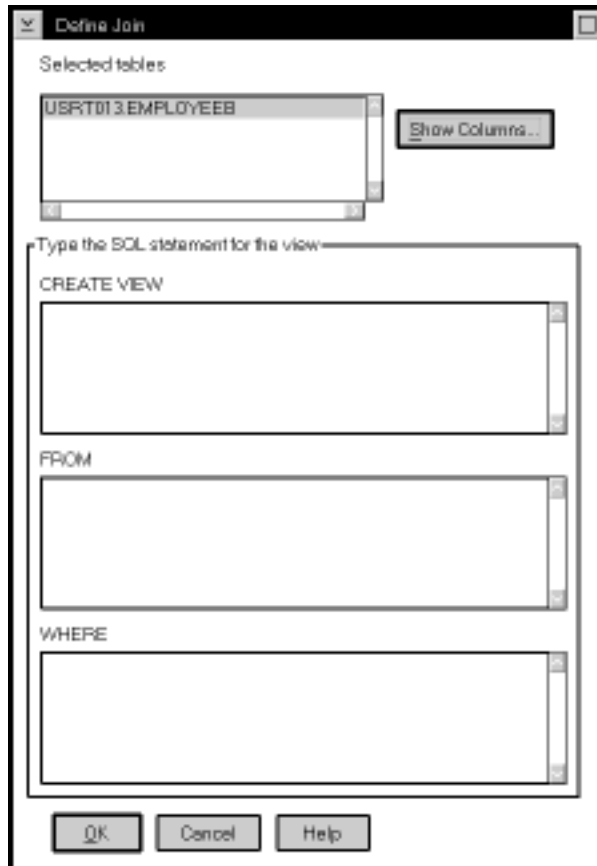 Define Join
Selected tables
USRT013.EMPLOYEEB
Show Columns...
Type the SQL statement for the view
CREATE VIEW
FROM
WHERE
OK Cancel Help